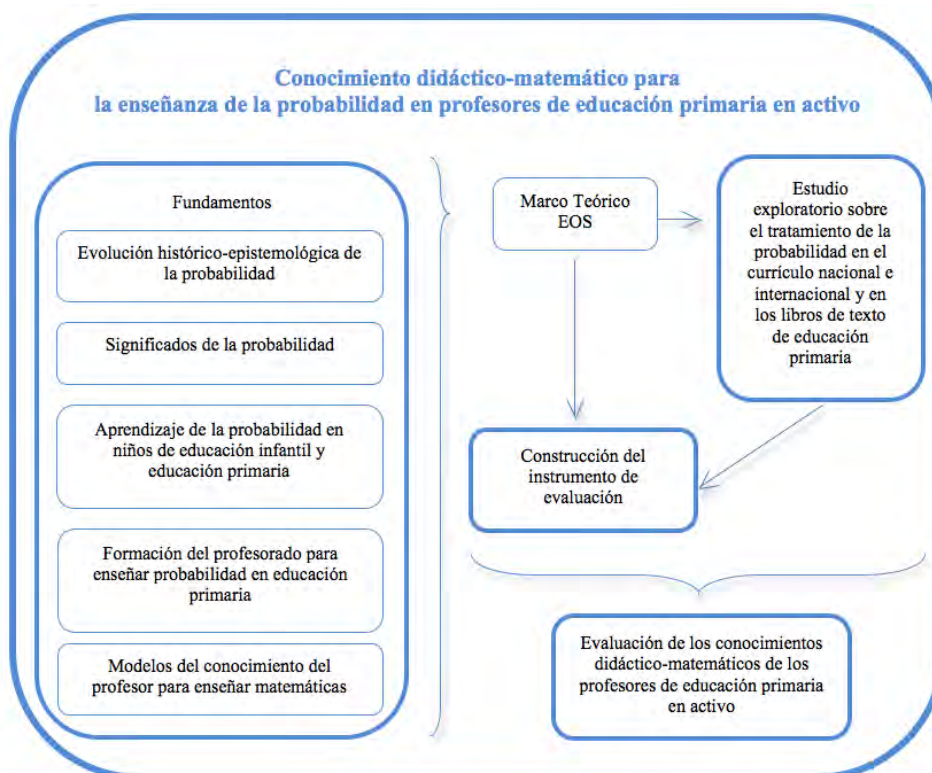 Conocimiento didáctico-matemático para
la enseñanza de la probabilidad en profesores de educación primaria en activo
Fundamentos
Evolución histórico-epistemológica de
la probabilidad
Significados de la probabilidad
Aprendizaje de la probabilidad en
niños de educación infantil y
educación primaria
Formación del profesorado para
enseñar probabilidad en educación
primaria
Modelos del conocimiento del
profesor para enseñar matemáticas
Marco Teórico
EOS
Estudio
exploratorio sobre
el tratamiento de la
probabilidad en el
currículo nacional e
internacional y en
los libros de texto
de educación
primaria
Construcción del
instrumento de
evaluación
Evaluación de los conocimientos
didáctico-matemáticos de los
profesores de educación primaria
en activo